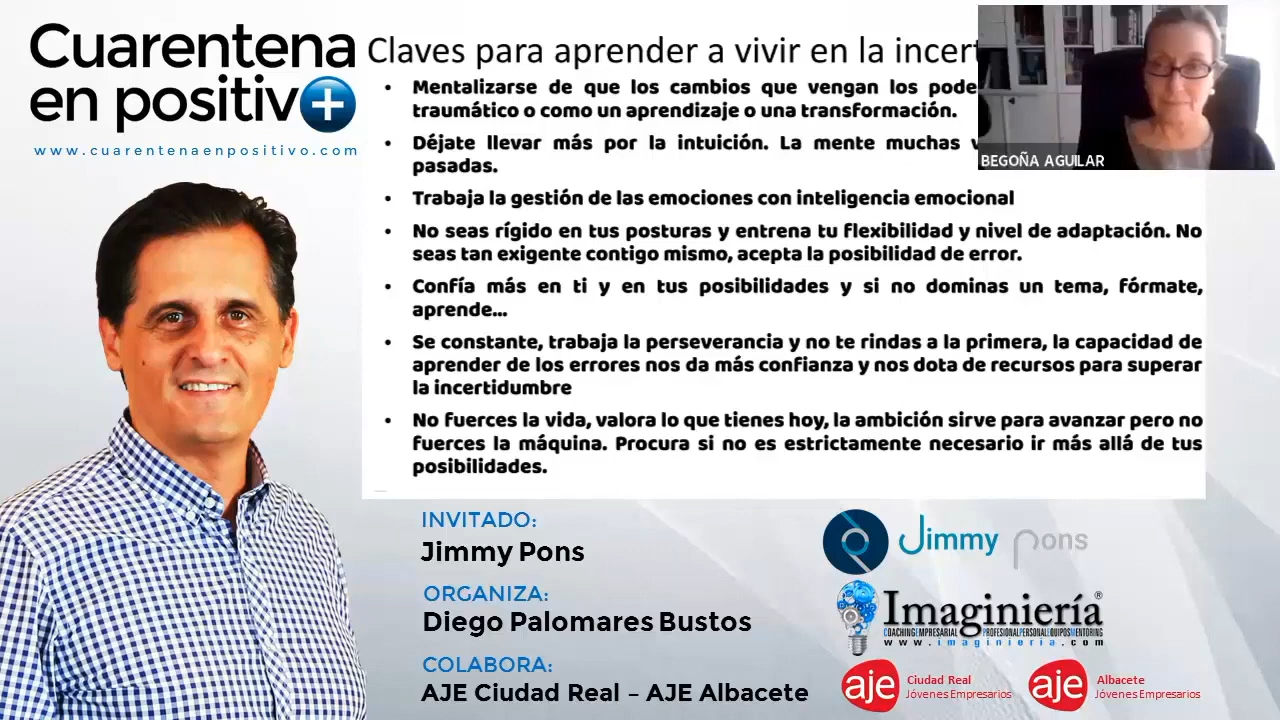 Cuarentena
en positivo
www.cuarentenaenpositivo.com
Claves para aprender a vivir en la
• Mentalizarse de que los cambios que vengan los
traumático o como un aprendizaje o una transformación.
• Déjate llevar más por la intuición. La mente muchas
pasadas.
• Trabaja la gestión de las emociones con inteligencia emocional
• No seas rígido en tus posturas y entrena tu flexibilidad y nivel de adaptación. No
seas tan exigente contigo mismo, acepta la posibilidad de error.
• Confía más en ti y en tus posibilidades y si no dominas un tema, fórmate,
aprende...
• Se constante, trabaja la perseverancia y no te rindas a la primera, la capacidad de
aprender de los errores nos da más confianza y nos dota de recursos para superar
la incertidumbre
• No fuerces la vida, valora lo que tienes hoy, la ambición sirve para avanzar pero no
fuerces la máquina. Procura si no es estrictamente necesario ir más allá de tus
posibilidades.
BEGOÑA AGUILAR
INVITADO:
Jimmy Pons
ORGANIZA:
Diego Palomares Bustos
COLABORA:
AJE Ciudad Real – AJE Albacete
Jimmy Pons
Imaginiería®
COACHINGEMPRESARIAL PROFESIONALPERSONALEQUIPOSMENTORING
www.imaginieria.com
aje Ciudad Real
Jóvenes Empresarios
aje Albacete
Jóvenes Empresarios